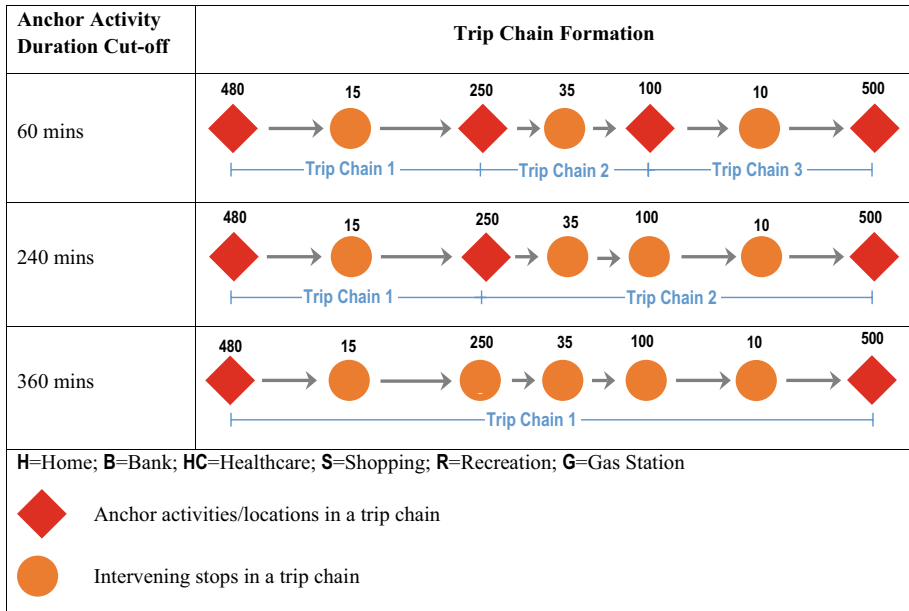 Anchor Activity
Duration Cut-off
Trip Chain Formation
60 mins
480 15 250 35 100 10 500
Trip Chain 1 Trip Chain 2 Trip Chain 3
240 mins
480 15 250 35 100 10 500
Trip Chain 1 Trip Chain 2
360 mins
480 15 250 35 100 10 500
Trip Chain 1
H=Home; B=Bank; HC=Healthcare; S=Shopping; R=Recreation; G=Gas Station
Anchor activities/locations in a trip chain
Intervening stops in a trip chain